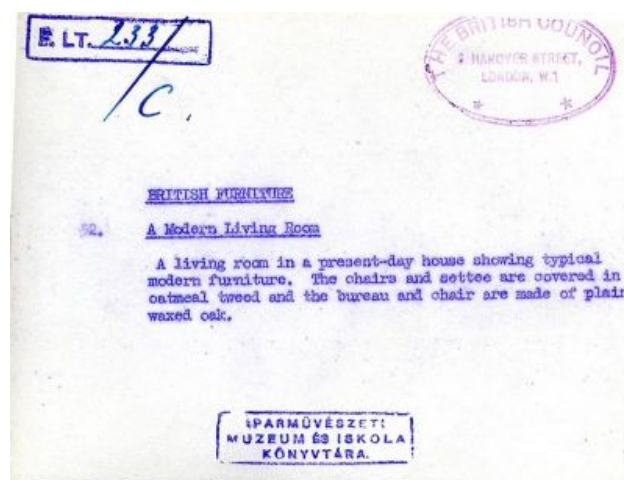 B. LT. 233/
C.
THE BRITISH COUNCIL
3 HANOVER STREET,
LONDON, W.1
BRITISH FURNITURE
52. A Modern Living Room
A living room in a present-day house showing typical
modern furniture. The chairs and settee are covered in
oatmeal tweed and the bureau and chair are made of plain
waxed oak.
IPARMŰVÉSZETI
MUZEUM ÉS ISKOLA
KÖNYVTÁRA.